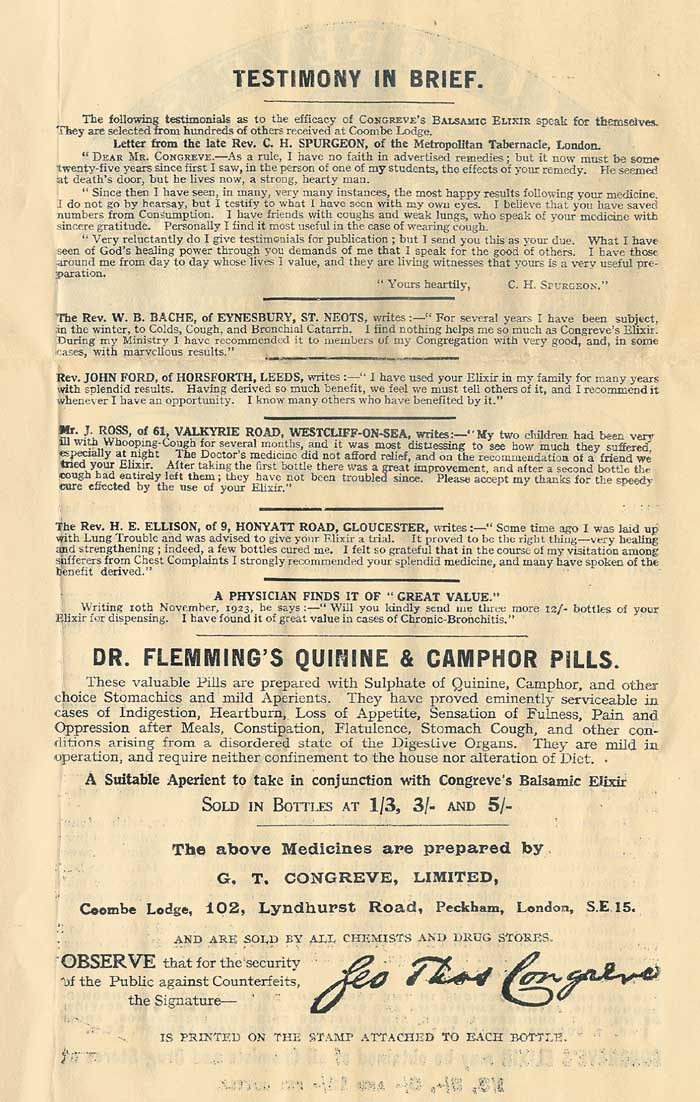 TESTIMONY IN BRIEF.
The following testimonials as to the efficacy of CONGREVE'S BALSAMIC ELIXIR speak for themselves.
They are selected from hundreds of others received at Coombe Lodge.
Letter from the late Rev. C. H. SPURGEON, of the Metropolitan Tabernacle, London.
"DEAR MR. CONGREVE.—As a rule, I have no faith in advertised remedies; but it now must be some
twenty-five years since first I saw, in the person of one of my students, the effects of your remedy. He seemed
at death's door, but he lives now, a strong, hearty man.
"Since then I have seen, in many, very many instances, the most happy results following your medicine.
I do not go by hearsay, but I testify to what I have seen with my own eyes. I believe that you have saved
numbers from Consumption. I have friends with coughs and weak lungs, who speak of your medicine with
sincere gratitude. Personally I find it most useful in the case of wearing cough.
"Very reluctantly do I give testimonials for publication; but I send you this as your due. What I have
seen of God's healing power through you demands of me that I speak for the good of others. I have those
around me from day to day whose lives I value, and they are living witnesses that yours is a very useful pre-
paration.
"Yours heartily, C. H. SPURGEON."
The Rev. W. B. BACHE, of EYNESBURY, ST. NEOTS, writes:—"For several years I have been subject,
in the winter, to Colds, Cough, and Bronchial Catarrh. I find nothing helps me so much as Congreve's Elixir.
During my Ministry I have recommended it to members of my Congregation with very good, and, in some
cases, with marvellous results."
Rev. JOHN FORD, of HORSFORTH, LEEDS, writes:—"I have used your Elixir in my family for many years
with splendid results. Having derived so much benefit, we feel we must tell others of it, and I recommend it
whenever I have an opportunity. I know many others who have benefited by it."
Mr. J. ROSS, of 61, VALKYRIE ROAD, WESTCLIFF-ON-SEA, writes:—"My two children had been very
ill with Whooping-Cough for several months, and it was most distressing to see how much they suffered,
especially at night The Doctor's medicine did not afford relief, and on the recommendation of a friend we
tried your Elixir. After taking the first bottle there was a great improvement, and after a second bottle the
cough had entirely left them; they have not been troubled since. Please accept my thanks for the speedy
cure effected by the use of your Elixir."
The Rev. H. E. ELLISON, of 9, HONYATT ROAD, GLOUCESTER, writes:—"Some time ago I was laid up
with Lung Trouble and was advised to give your Elixir a trial. It proved to be the right thing—very healing
and strengthening; indeed, a few bottles cured me. I felt so grateful that in the course of my visitation among
sufferers from Chest Complaints I strongly recommended your splendid medicine, and many have spoken of the
benefit derived."
A PHYSICIAN FINDS IT OF "GREAT VALUE."
Writing 10th November, 1923, he says:—"Will you kindly send me three more 12/- bottles of your
Elixir for dispensing. I have found it of great value in cases of Chronic-Bronchitis."
DR. FLEMMING'S QUININE & CAMPHOR PILLS.
These valuable Pills are prepared with Sulphate of Quinine, Camphor, and other
choice Stomachics and mild Aperients. They have proved eminently serviceable in
cases of Indigestion, Heartburn, Loss of Appetite, Sensation of Fulness, Pain and
Oppression after Meals, Constipation, Flatulence, Stomach Cough, and other con-
ditions arising from a disordered state of the Digestive Organs. They are mild in
operation, and require neither confinement to the house nor alteration of Diet.
A Suitable Aperient to take in conjunction with Congreve's Balsamic Elixir
SOLD IN BOTTLES AT 1/3, 3/- AND 5/-
The above Medicines are prepared by
G. T. CONGREVE, LIMITED,
Coombe Lodge, 102, Lyndhurst Road, Peckham, London, S.E 15.
AND ARE SOLD BY ALL CHEMISTS AND DRUG STORES.
OBSERVE that for the security
of the Public against Counterfeits,
the Signature—
Geo Thos Congreve
IS PRINTED ON THE STAMP ATTACHED TO EACH BOTTLE.